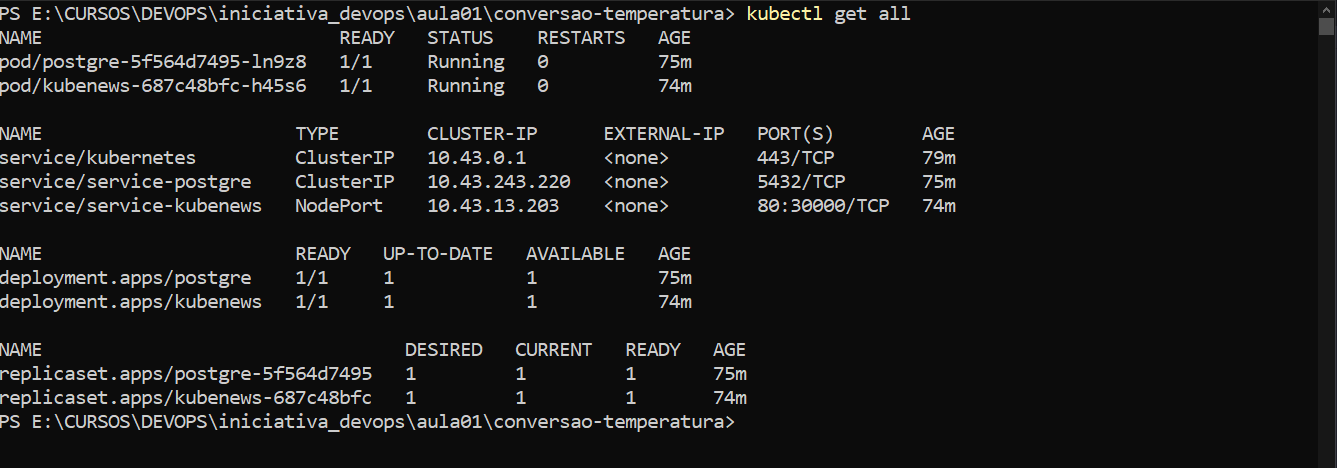 PS E:\CURSOS\DEVOPS\iniciativa_devops\aula01\conversao-temperatura> kubectl get all
NAME                           READY   STATUS    RESTARTS   AGE
pod/postgre-5f564d7495-ln9z8   1/1     Running   0          75m
pod/kubenews-687c48bfc-h45s6   1/1     Running   0          74m

NAME                       TYPE        CLUSTER-IP      EXTERNAL-IP   PORT(S)        AGE
service/kubernetes         ClusterIP   10.43.0.1       <none>        443/TCP        79m
service/service-postgre    ClusterIP   10.43.243.220   <none>        5432/TCP       75m
service/service-kubenews   NodePort    10.43.13.203    <none>        80:30000/TCP   74m

NAME                       READY   UP-TO-DATE   AVAILABLE   AGE
deployment.apps/postgre    1/1     1            1           75m
deployment.apps/kubenews   1/1     1            1           74m

NAME                                 DESIRED   CURRENT   READY   AGE
replicaset.apps/postgre-5f564d7495   1         1         1       75m
replicaset.apps/kubenews-687c48bfc   1         1         1       74m
PS E:\CURSOS\DEVOPS\iniciativa_devops\aula01\conversao-temperatura>